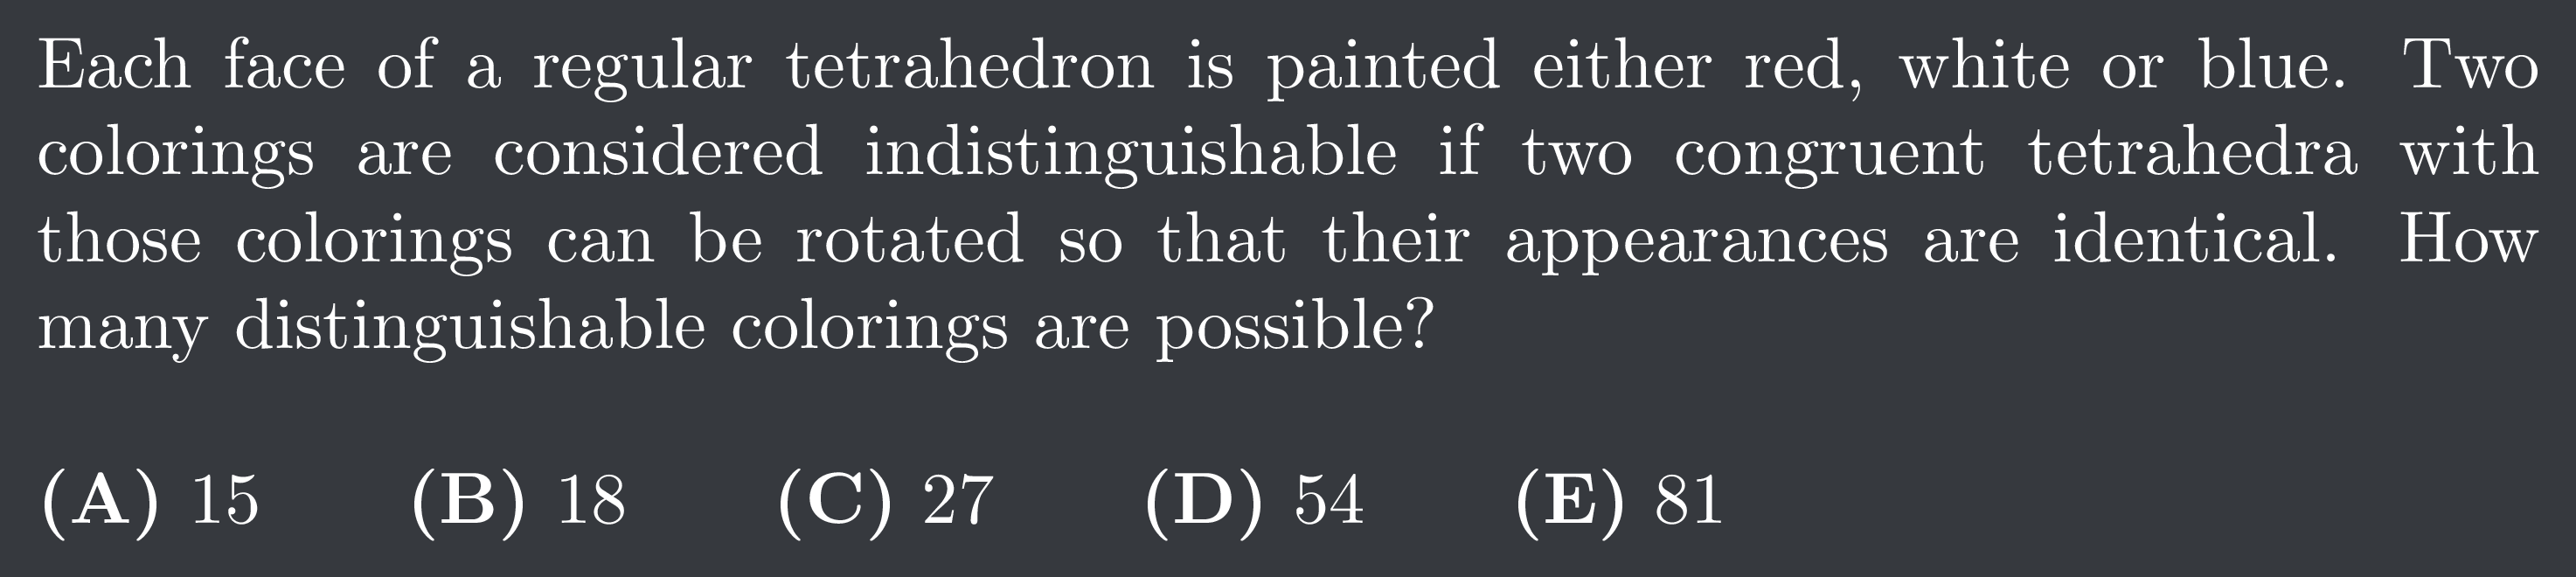 Each face of a regular tetrahedron is painted either red, white or blue. Two
colorings are considered indistinguishable if two congruent tetrahedra with
those colorings can be rotated so that their appearances are identical. How
many distinguishable colorings are possible?
(A) 15 (B) 18 (C) 27 (D) 54 (E) 81